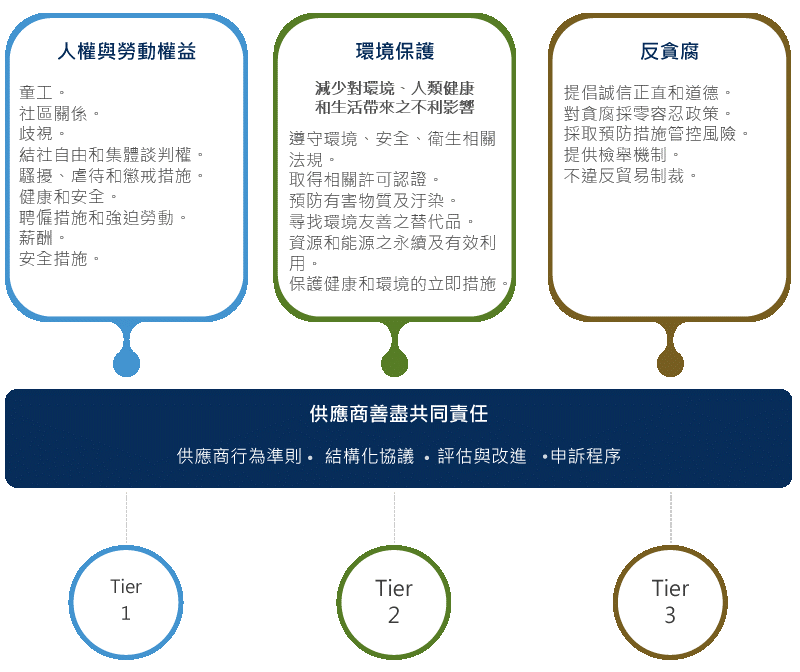 人權與勞動權益
童工。
社區關係。
歧視。
結社自由和集體談判權。
騷擾、虐待和懲戒措施。
健康和安全。
聘僱措施和強迫勞動。
薪酬。
安全措施。
環境保護
減少對環境、人類健康
和生活帶來之不利影響
遵守環境、安全、衛生相關
法規。
取得相關許可認證。
預防有害物質及汙染。
尋找環境友善之替代品。
資源和能源之永續及有效利
用。
保護健康和環境的立即措施。
反貪腐
提倡誠信正直和道德。
對貪腐採零容忍政策。
採取預防措施管控風險。
提供檢舉機制。
不違反貿易制裁。
供應商善盡共同責任
供應商行為準則• 結構化協議 •評估與改進 •申訴程序
Tier
1
Tier
2
Tier
3